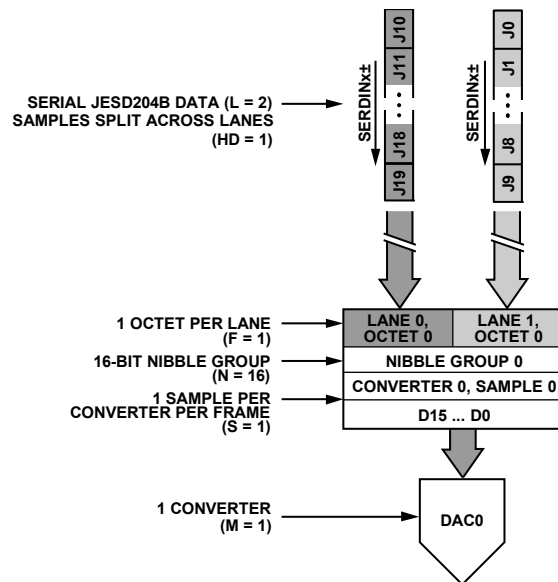 J10
J11
J18
J19
SERDINx±
J0
J1
J8
J9
SERDINx±
SERIAL JESD204B DATA (L = 2)
SAMPLES SPLIT ACROSS LANES
(HD = 1)
1 OCTET PER LANE
(F = 1)
LANE 0,
OCTET 0
LANE 1,
OCTET 0
16-BIT NIBBLE GROUP
(N = 16)
NIBBLE GROUP 0
1 SAMPLE PER
CONVERTER PER FRAME
(S = 1)
CONVERTER 0, SAMPLE 0
D15 ... D0
1 CONVERTER
(M = 1)
DAC0